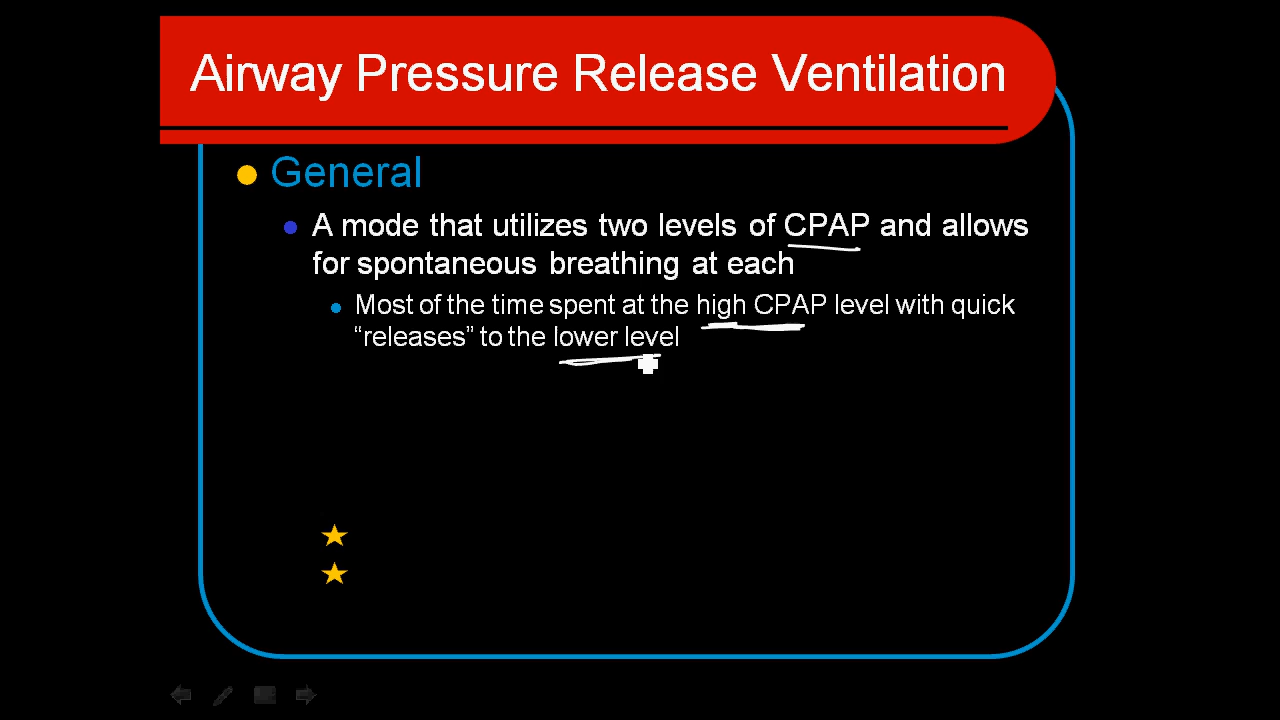 Airway Pressure Release Ventilation
General
A mode that utilizes two levels of CPAP and allows
for spontaneous breathing at each
Most of the time spent at the high CPAP level with quick
“releases” to the lower level